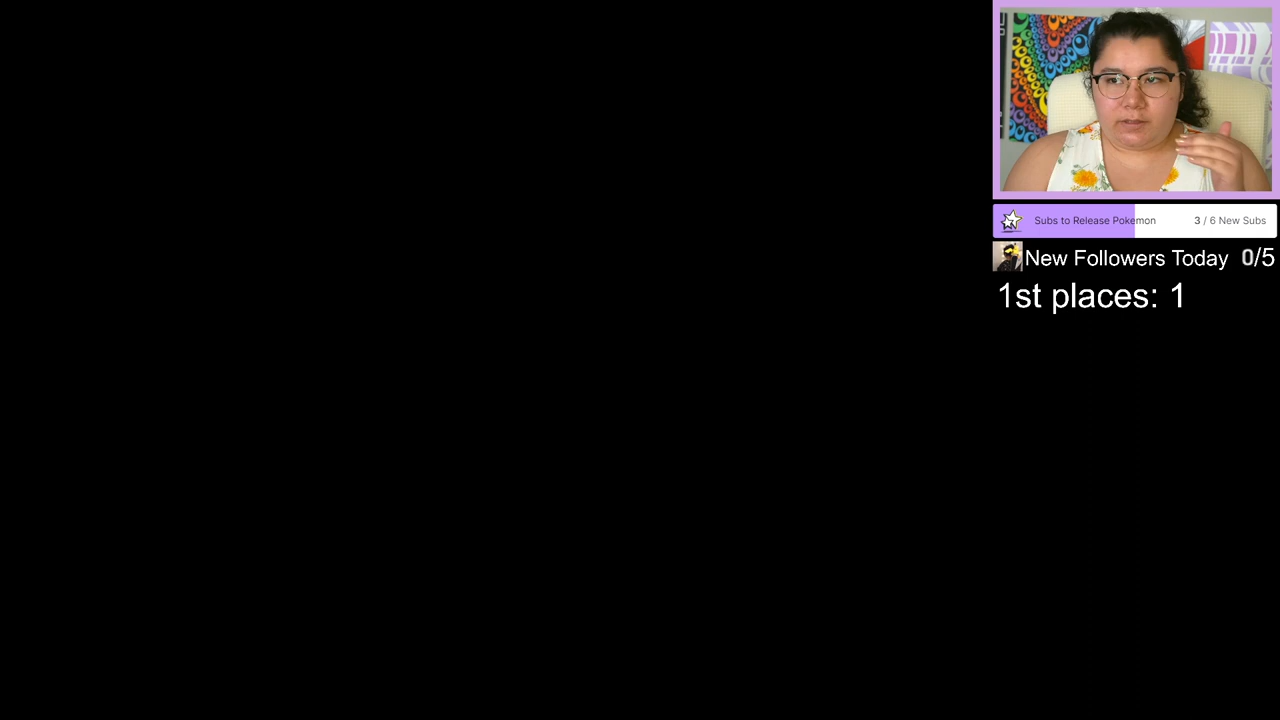 Subs to Release Pokemon 3 / 6 New Subs
New Followers Today 0/5
1st places: 1